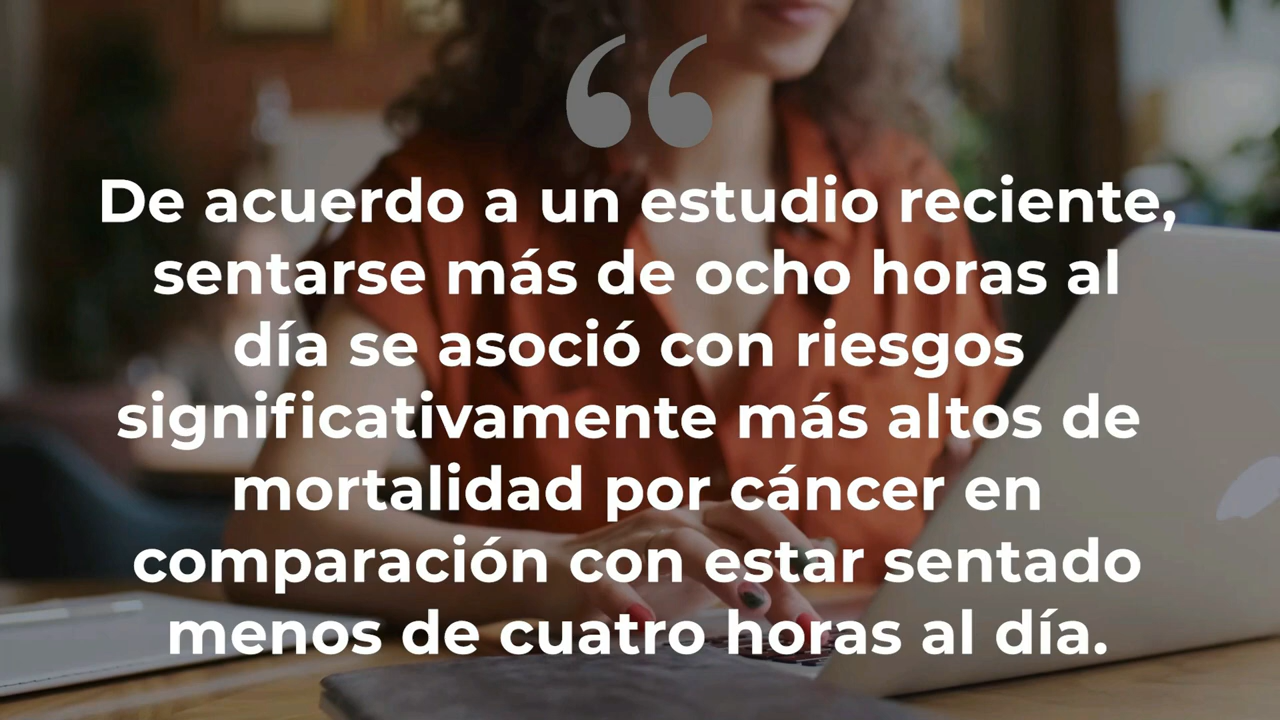 “
De acuerdo a un estudio reciente,
sentarse más de ocho horas al
día se asoció con riesgos
significativamente más altos de
mortalidad por cáncer en
comparación con estar sentado
menos de cuatro horas al día.